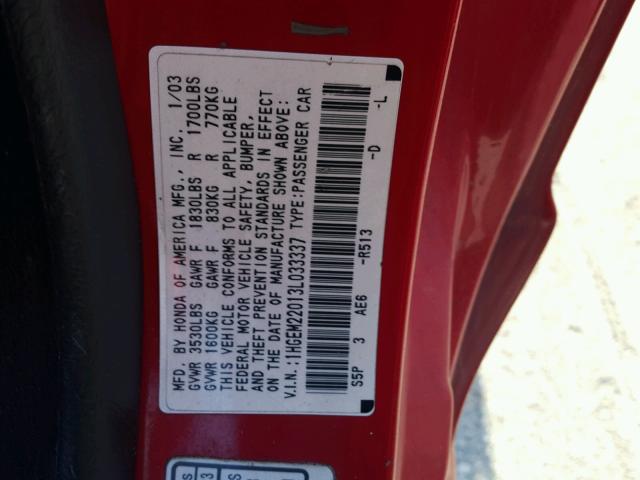 MFD. BY HONDA OF AMERICA MFG., INC. 1/03
GVWR 3530LBS GAWR F 1830LBS R 1700LBS
GVWR 1600KG GAWR F 830KG R 770KG
THIS VEHICLE CONFORMS TO ALL APPLICABLE
FEDERAL MOTOR VEHICLE SAFETY, BUMPER,
AND THEFT PREVENTION STANDARDS IN EFFECT
ON THE DATE OF MANUFACTURE SHOWN ABOVE:
V.I.N.:1HGEM22013L033337 TYPE:PASSENGER CAR
S5P 3 AE6 -R513 -D -L